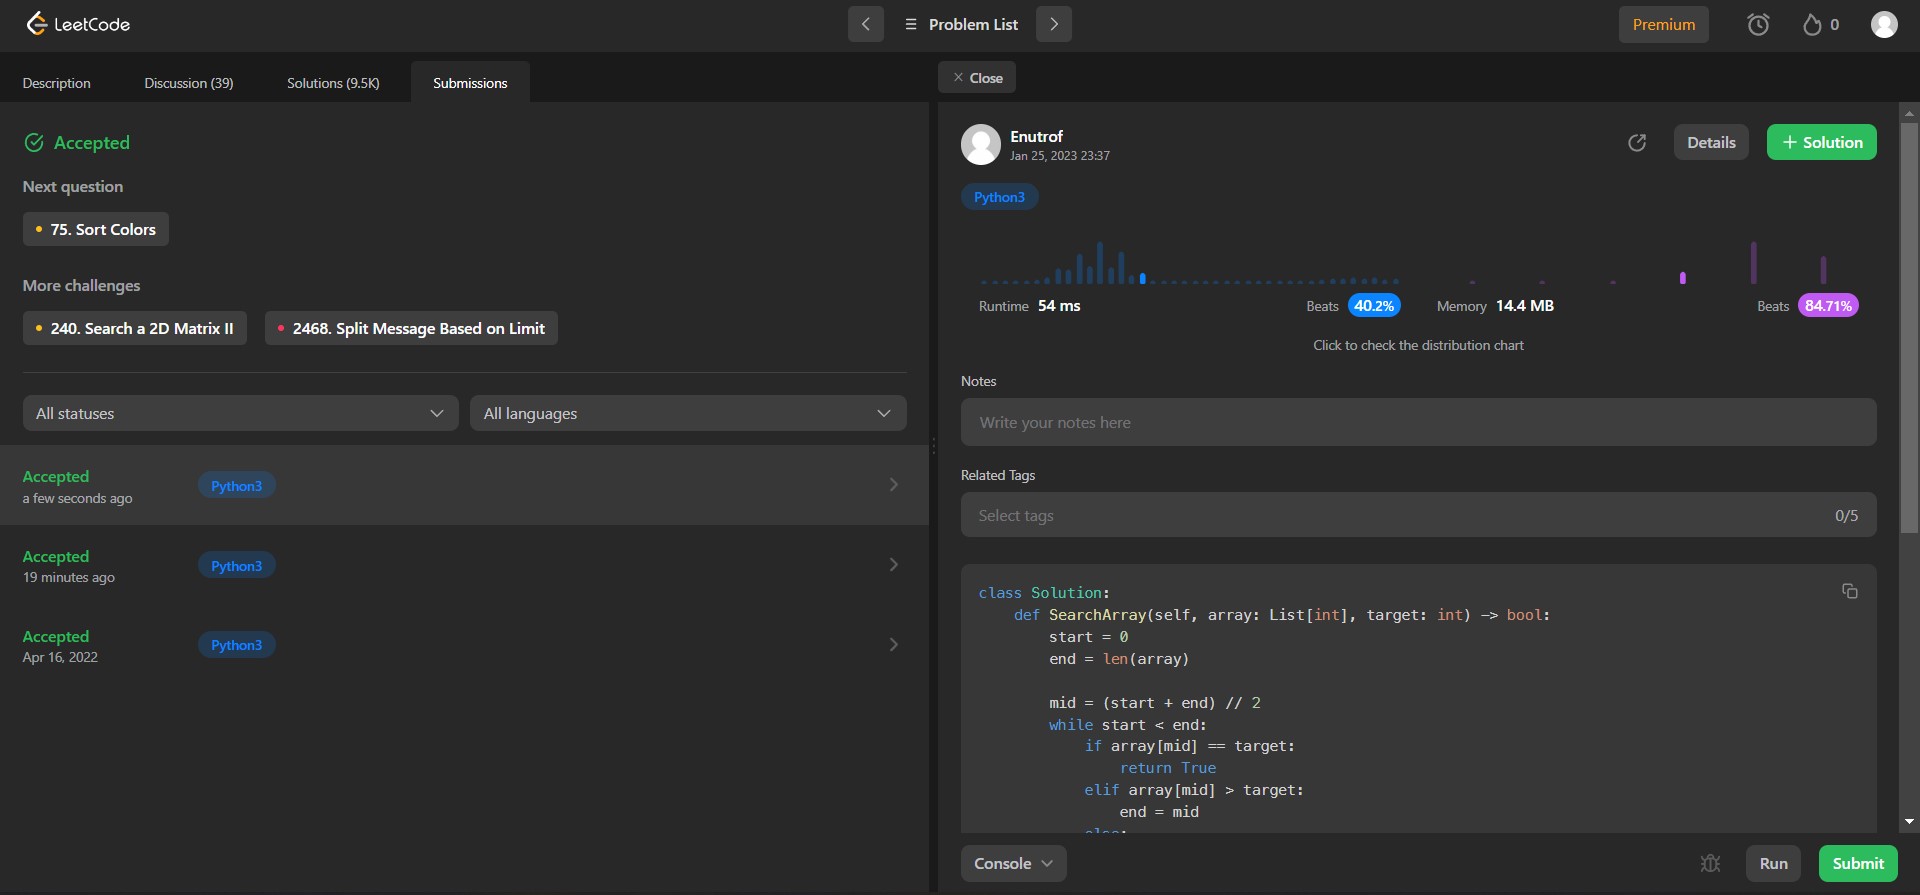 LeetCode
Problem List
Premium
0
Description
Discussion (39)
Solutions (9.5K)
Submissions
Close
Accepted
Next question
75. Sort Colors
More challenges
240. Search a 2D Matrix II
2468. Split Message Based on Limit
All statuses
All languages
Accepted
a few seconds ago
Python3
Accepted
19 minutes ago
Python3
Accepted
Apr 16, 2022
Python3
Enutrof
Jan 25, 2023 23:37
Details
+ Solution
Python3
Runtime 54 ms
Beats 40.2%
Memory 14.4 MB
Beats 84.71%
Click to check the distribution chart
Notes
Write your notes here
Related Tags
Select tags
0/5
class Solution:
    def SearchArray(self, array: List[int], target: int) -> bool:
        start = 0
        end = len(array)
        mid = (start + end) // 2
        while start < end:
            if array[mid] == target:
                return True
            elif array[mid] > target:
                end = mid
            else:
Console
Run
Submit